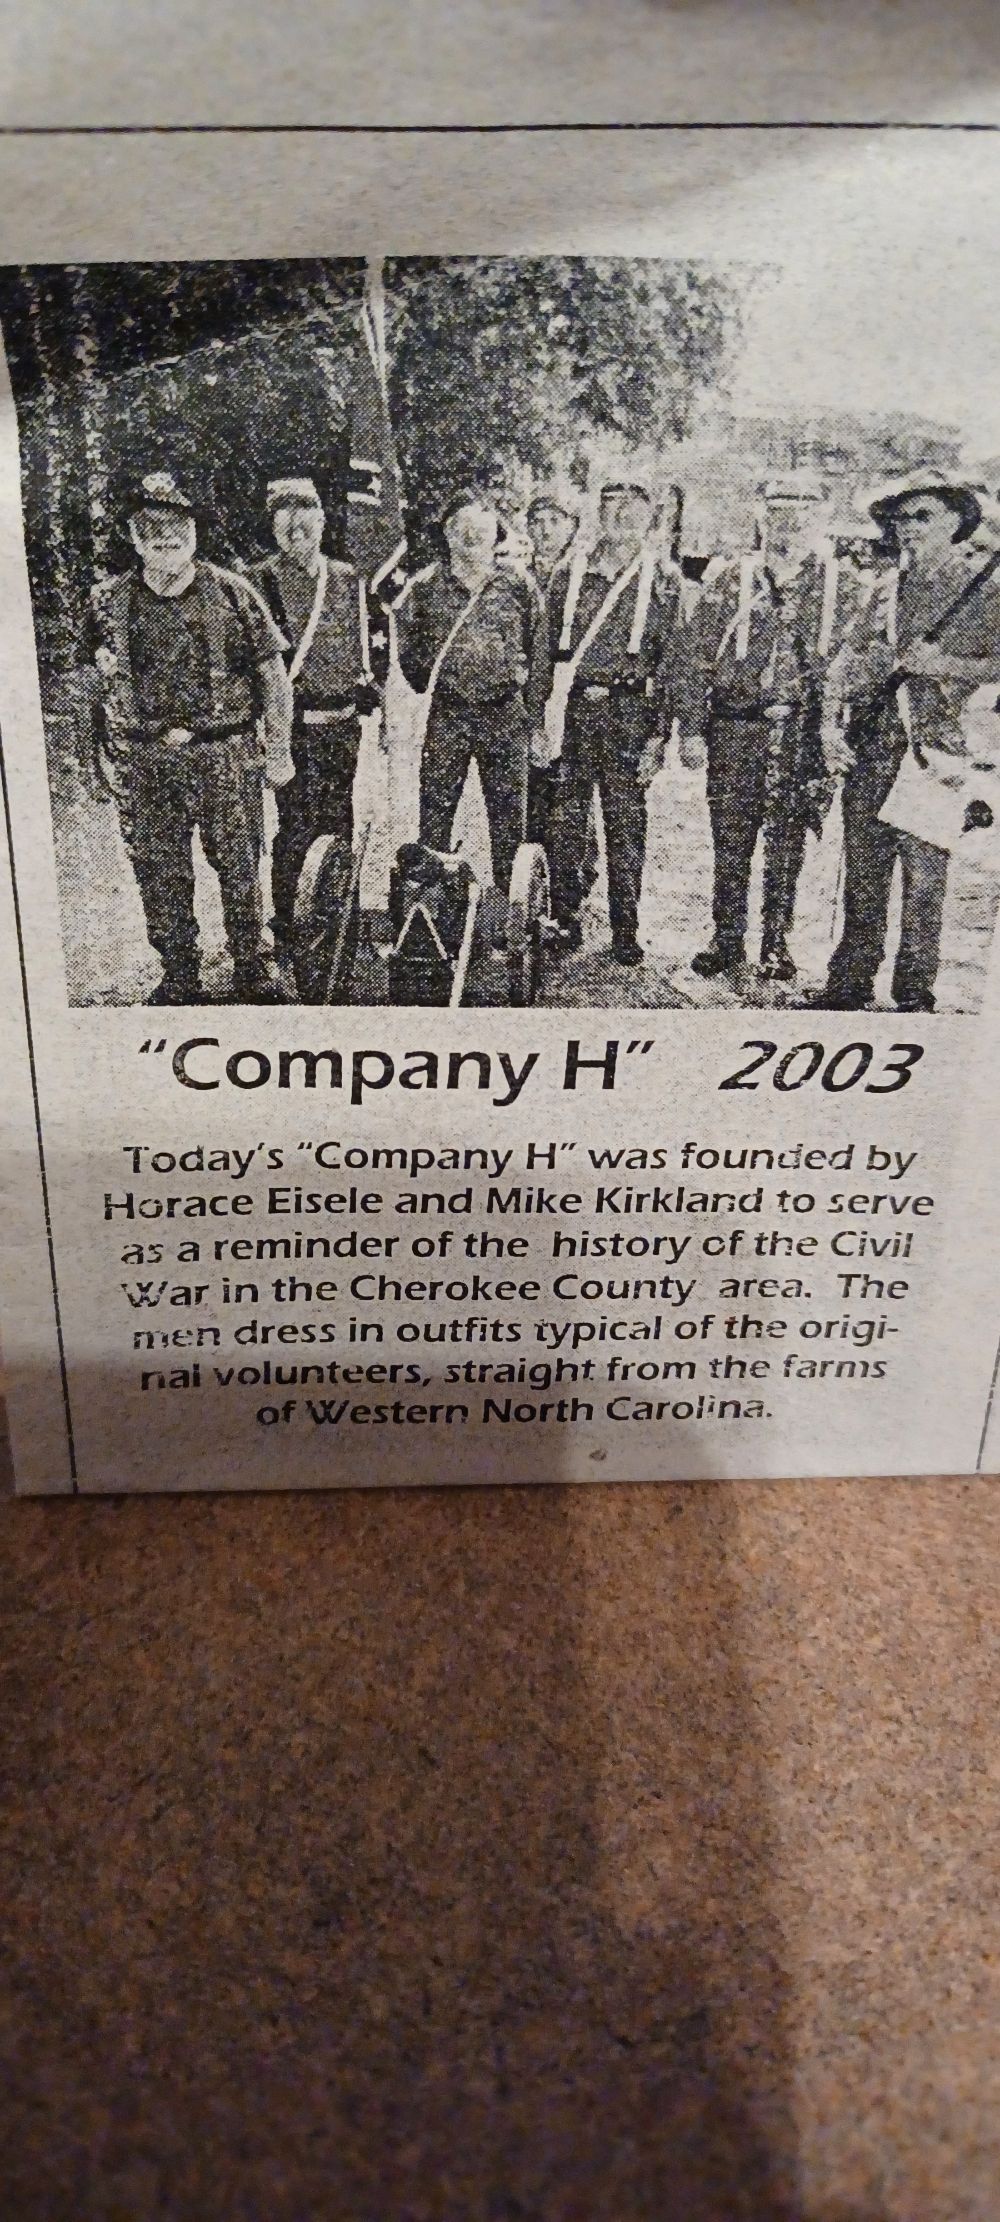 "Company H" 2003
Today's "Company H" was founded by
Horace Eisele and Mike Kirkland to serve
as a reminder of the history of the Civil
War in the Cherokee County area. The
men dress in outfits typical of the origi-
nal volunteers, straight from the farms
of Western North Carolina.